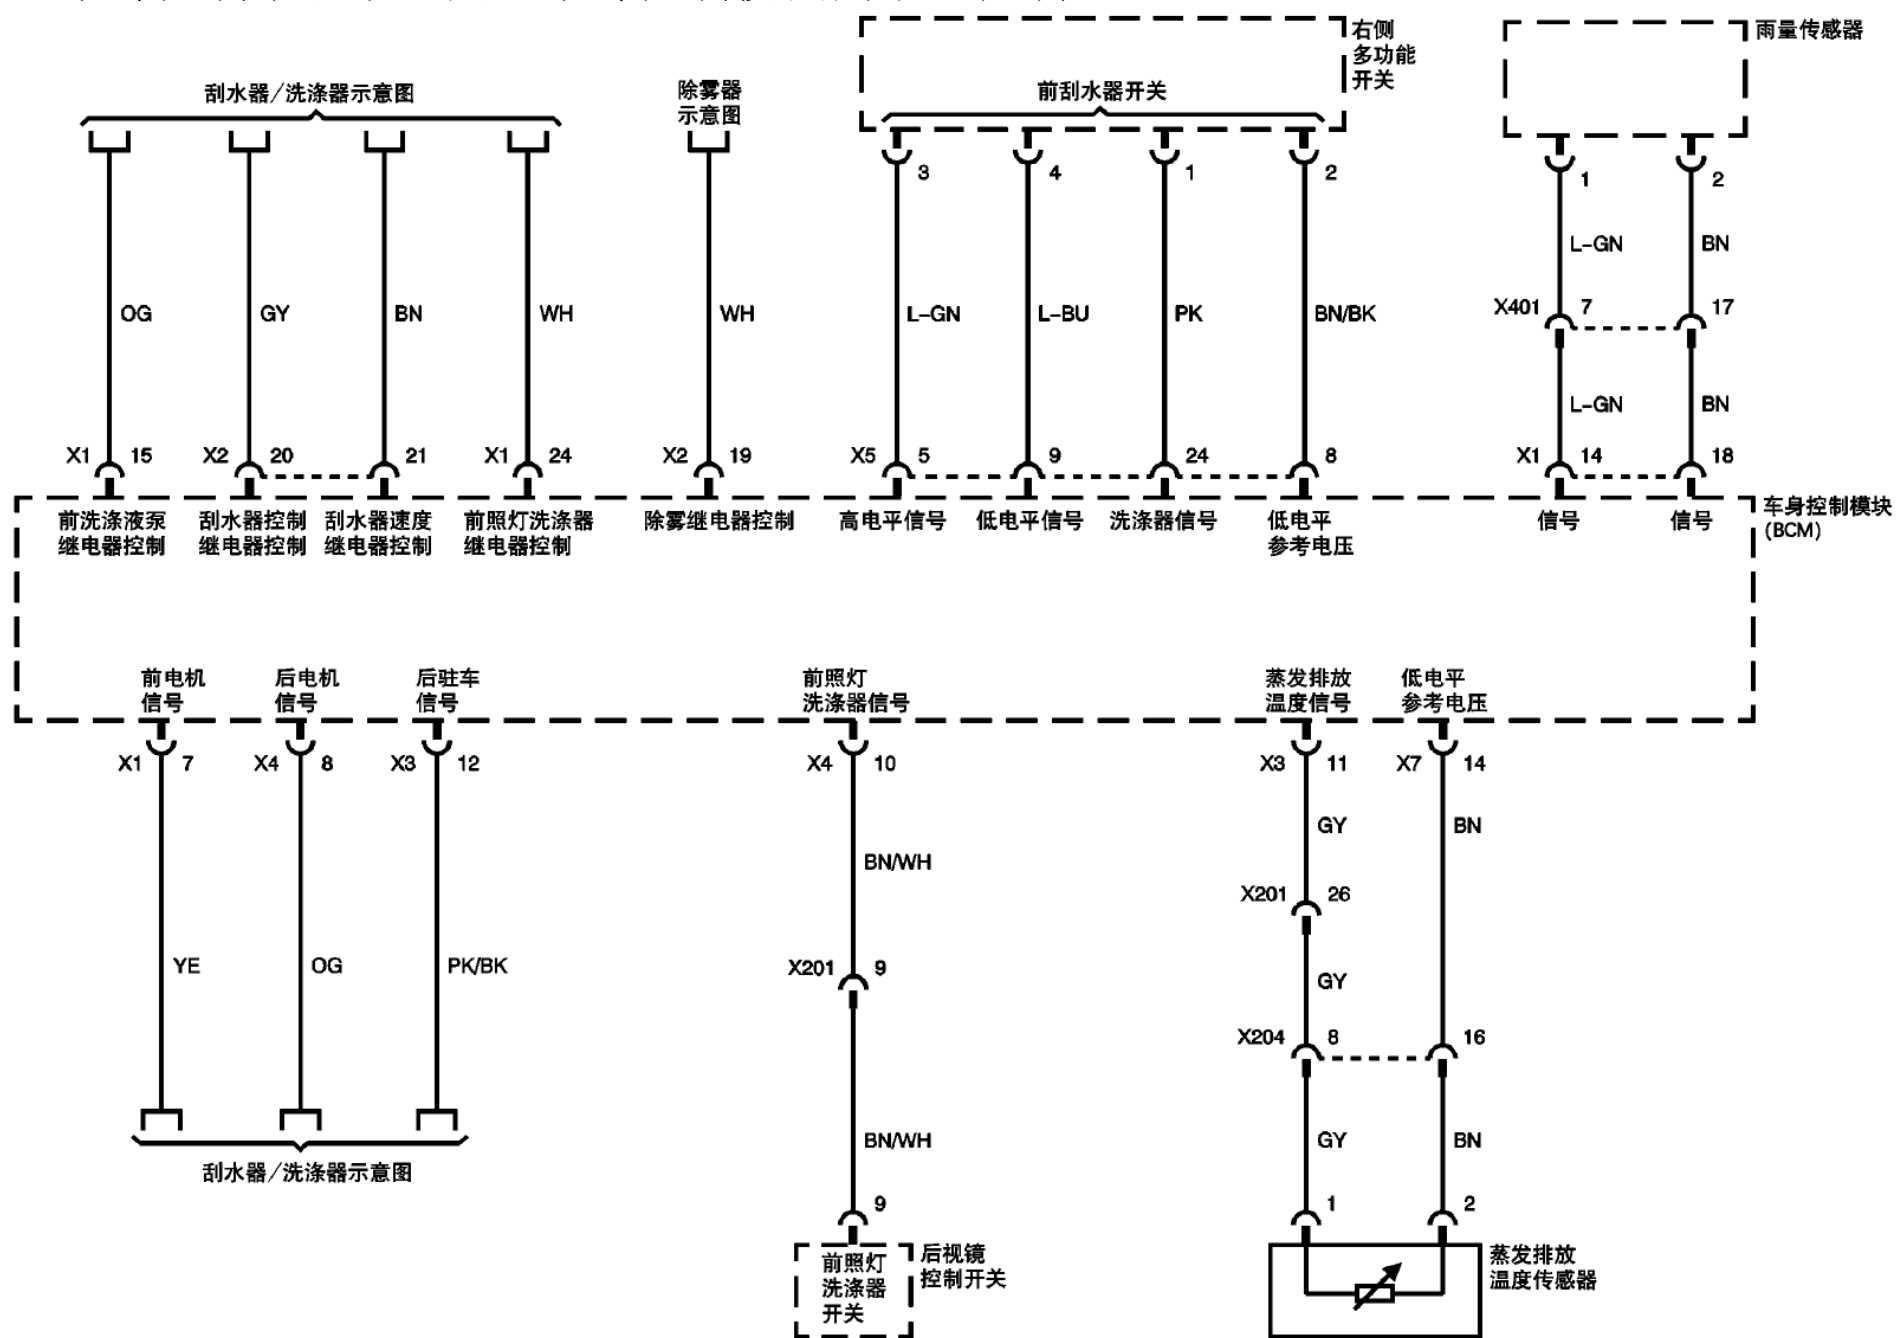 右侧
多功能
开关
雨量传感器
刮水器/洗涤器示意图
除雾器
示意图
前刮水器开关
3 4 1 2
1 2
L-GN BN
X401 7 17
OG GY BN WH WH L-GN L-BU PK BN/BK
L-GN BN
X1 15 X2 20 21 X1 24 X2 19 X5 5 9 24 8 X1 14 18
前洗涤液泵
继电器控制
刮水器控制
继电器控制
刮水器速度
继电器控制
前照灯洗涤器
继电器控制
除雾继电器控制
高电平信号
低电平信号
洗涤器信号
低电平
参考电压
信号
信号
车身控制模块
(BCM)
前电机
信号
后电机
信号
后驻车
信号
前照灯
洗涤器信号
蒸发排放
温度信号
低电平
参考电压
X1 7 X4 8 X3 12 X4 10 X3 11 X7 14
GY BN
BN/WH
X201 26
YE OG PK/BK
X201 9
GY
X204 8 16
BN/WH GY BN
刮水器/洗涤器示意图
9 1 2
前照灯
洗涤器
开关
后视镜
控制开关
蒸发排放
温度传感器